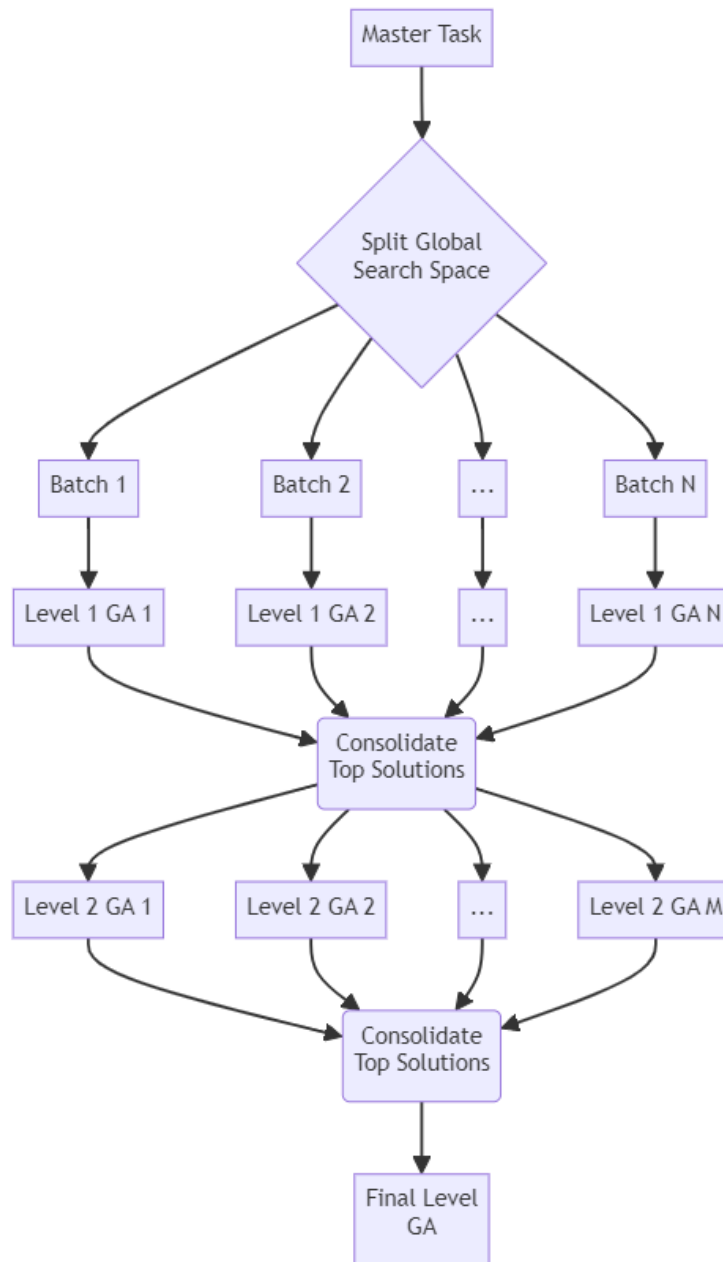 Master Task
Split Global
Search Space
Batch 1
Batch 2
...
Batch N
Level 1 GA 1
Level 1 GA 2
...
Level 1 GA N
Consolidate
Top Solutions
Level 2 GA 1
Level 2 GA 2
...
Level 2 GA M
Consolidate
Top Solutions
Final Level
GA